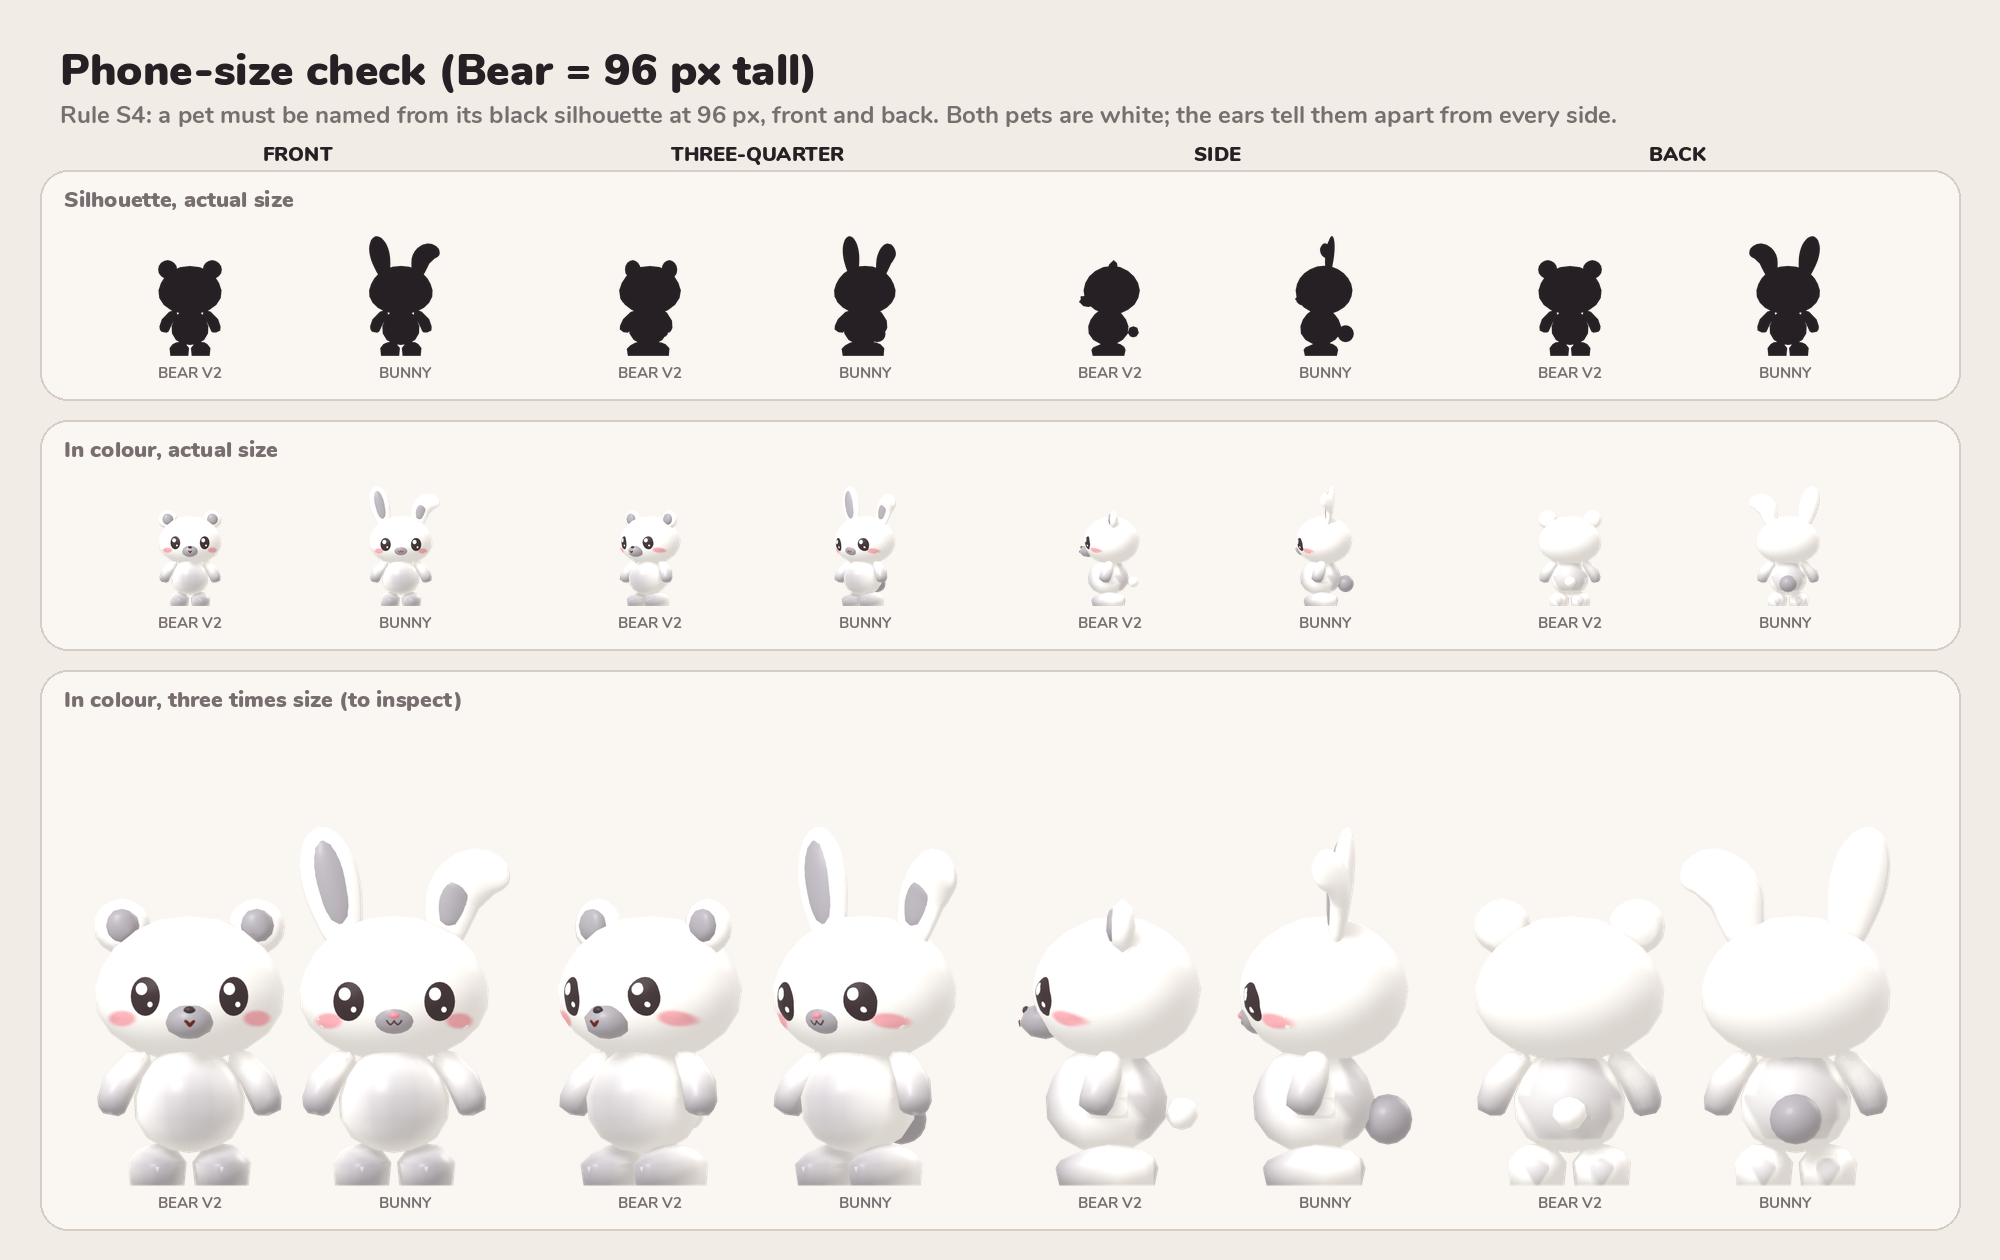 Phone-size check (Bear = 96 px tall)
Rule S4: a pet must be named from its black silhouette at 96 px, front and back. Both pets are white; the ears tell them apart from every side.
FRONT THREE-QUARTER SIDE BACK
Silhouette, actual size
BEAR V2 BUNNY BEAR V2 BUNNY BEAR V2 BUNNY BEAR V2 BUNNY
In colour, actual size
BEAR V2 BUNNY BEAR V2 BUNNY BEAR V2 BUNNY BEAR V2 BUNNY
In colour, three times size (to inspect)
BEAR V2 BUNNY BEAR V2 BUNNY BEAR V2 BUNNY BEAR V2 BUNNY